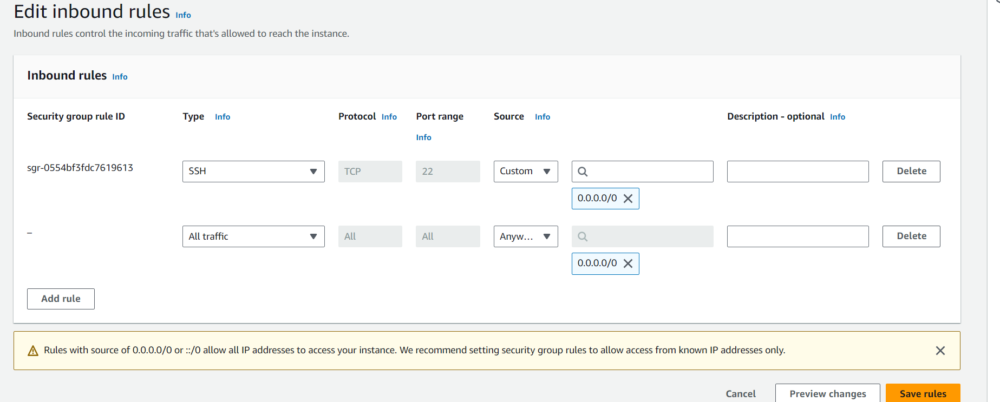 Edit inbound rules Info
Inbound rules control the incoming traffic that's allowed to reach the instance.
Inbound rules Info
Security group rule ID Type Info Protocol Info Port range Source Info Description - optional Info
Info
sgr-0554bf3fdc7619613 SSH TCP 22 Custom Delete
0.0.0.0/0
– All traffic All All Anyw... Delete
0.0.0.0/0
Add rule
Rules with source of 0.0.0.0/0 or ::/0 allow all IP addresses to access your instance. We recommend setting security group rules to allow access from known IP addresses only.
Cancel Preview changes Save rules